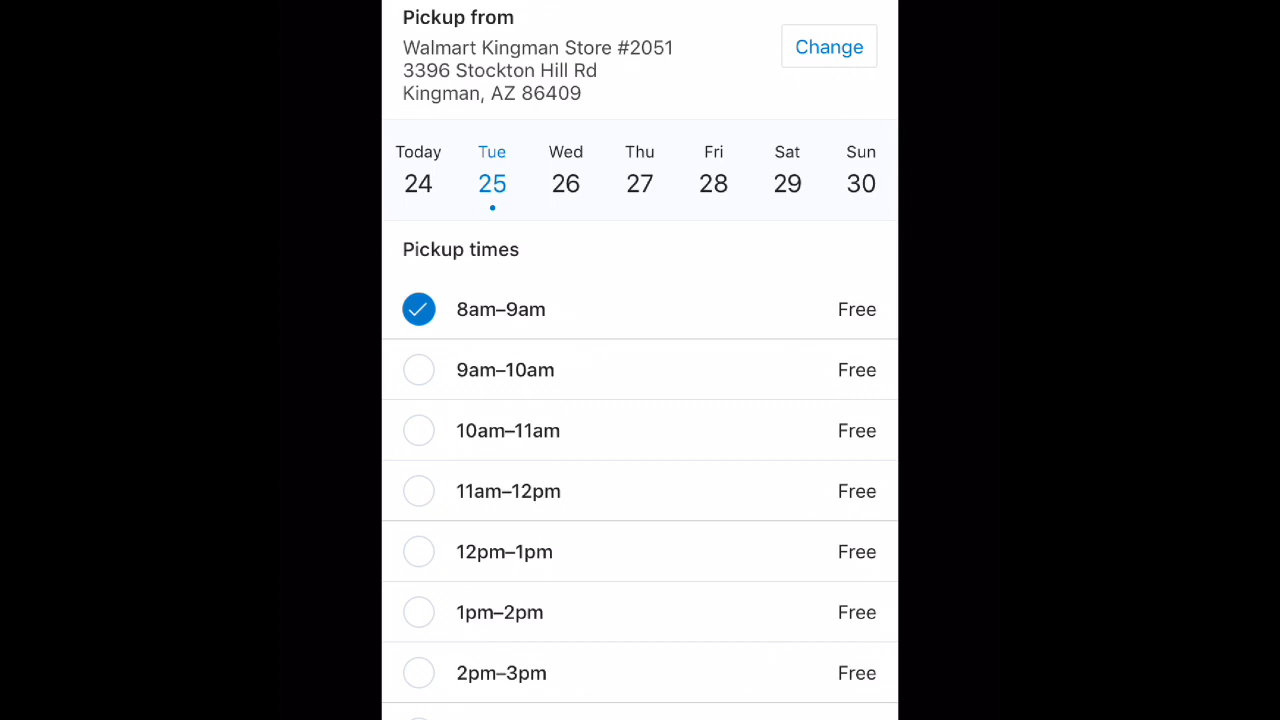 Pickup from
Walmart Kingman Store #2051
3396 Stockton Hill Rd
Kingman, AZ 86409
Change
Today Tue Wed Thu Fri Sat Sun
24 25 26 27 28 29 30
Pickup times
8am–9am Free
9am–10am Free
10am–11am Free
11am–12pm Free
12pm–1pm Free
1pm–2pm Free
2pm–3pm Free